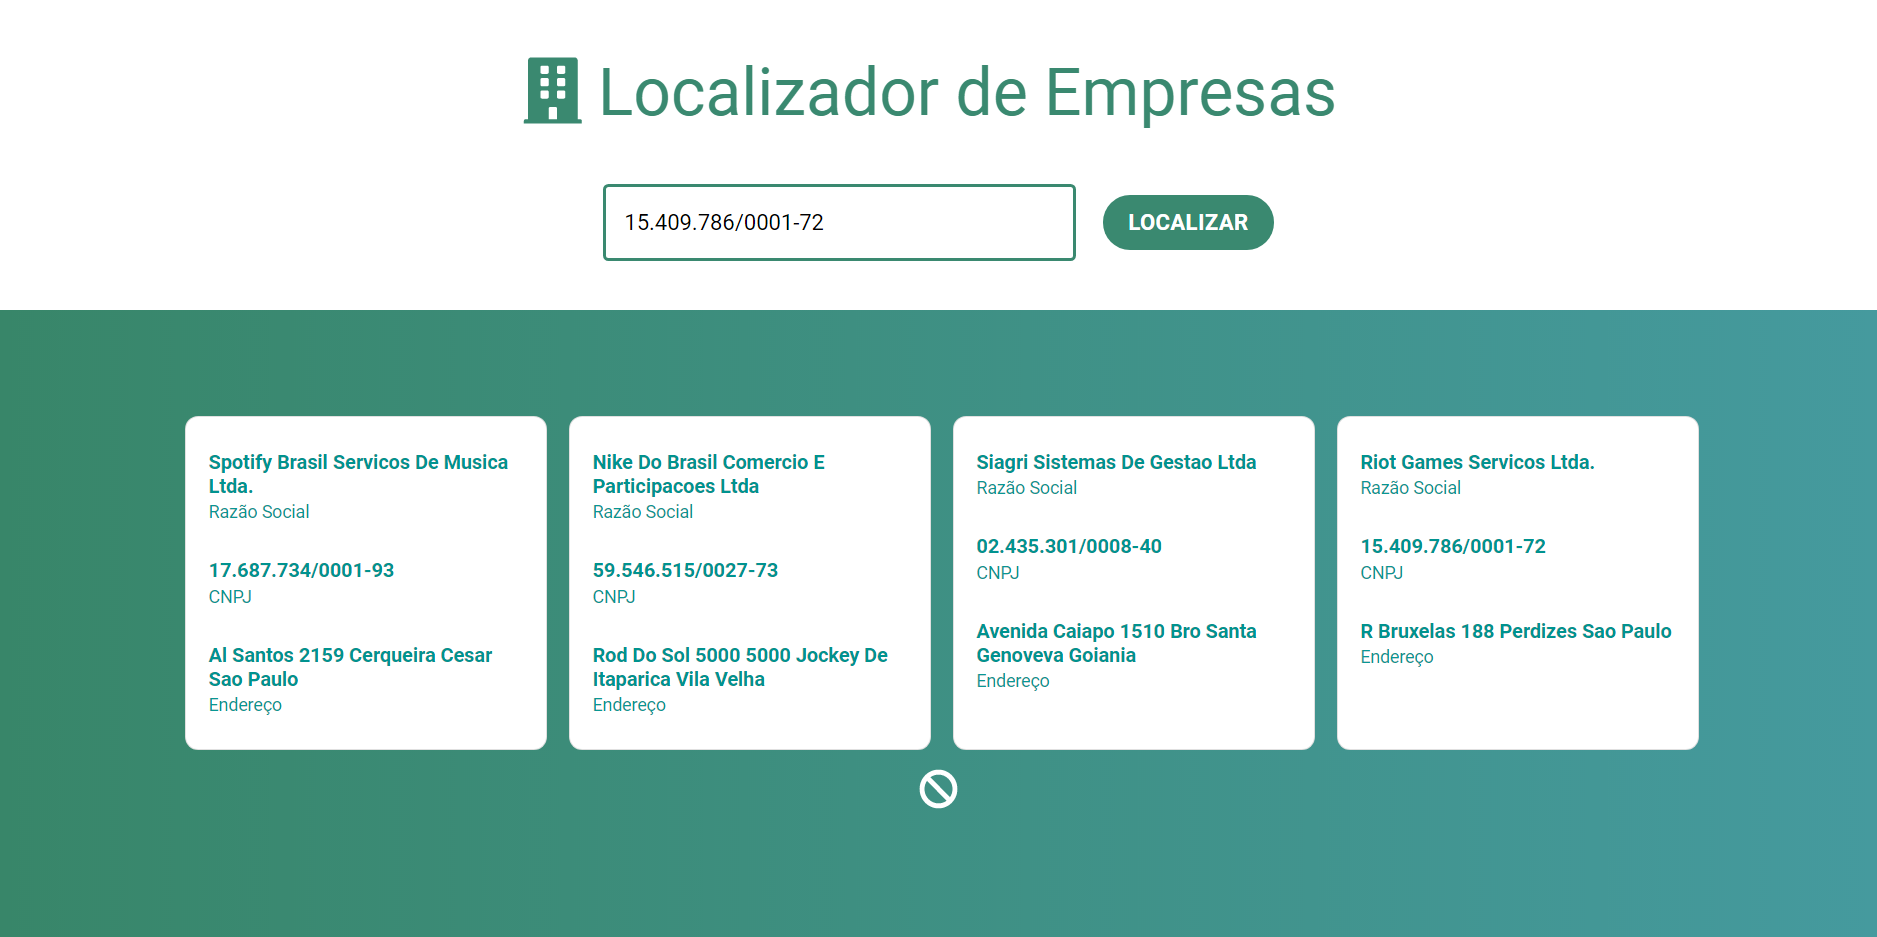 Localizador de Empresas
15.409.786/0001-72
LOCALIZAR
Spotify Brasil Servicos De Musica
Ltda.
Razão Social
17.687.734/0001-93
CNPJ
Al Santos 2159 Cerqueira Cesar
Sao Paulo
Endereço
Nike Do Brasil Comercio E
Participacoes Ltda
Razão Social
59.546.515/0027-73
CNPJ
Rod Do Sol 5000 5000 Jockey De
Itaparica Vila Velha
Endereço
Siagri Sistemas De Gestao Ltda
Razão Social
02.435.301/0008-40
CNPJ
Avenida Caiapo 1510 Bro Santa
Genoveva Goiania
Endereço
Riot Games Servicos Ltda.
Razão Social
15.409.786/0001-72
CNPJ
R Bruxelas 188 Perdizes Sao Paulo
Endereço